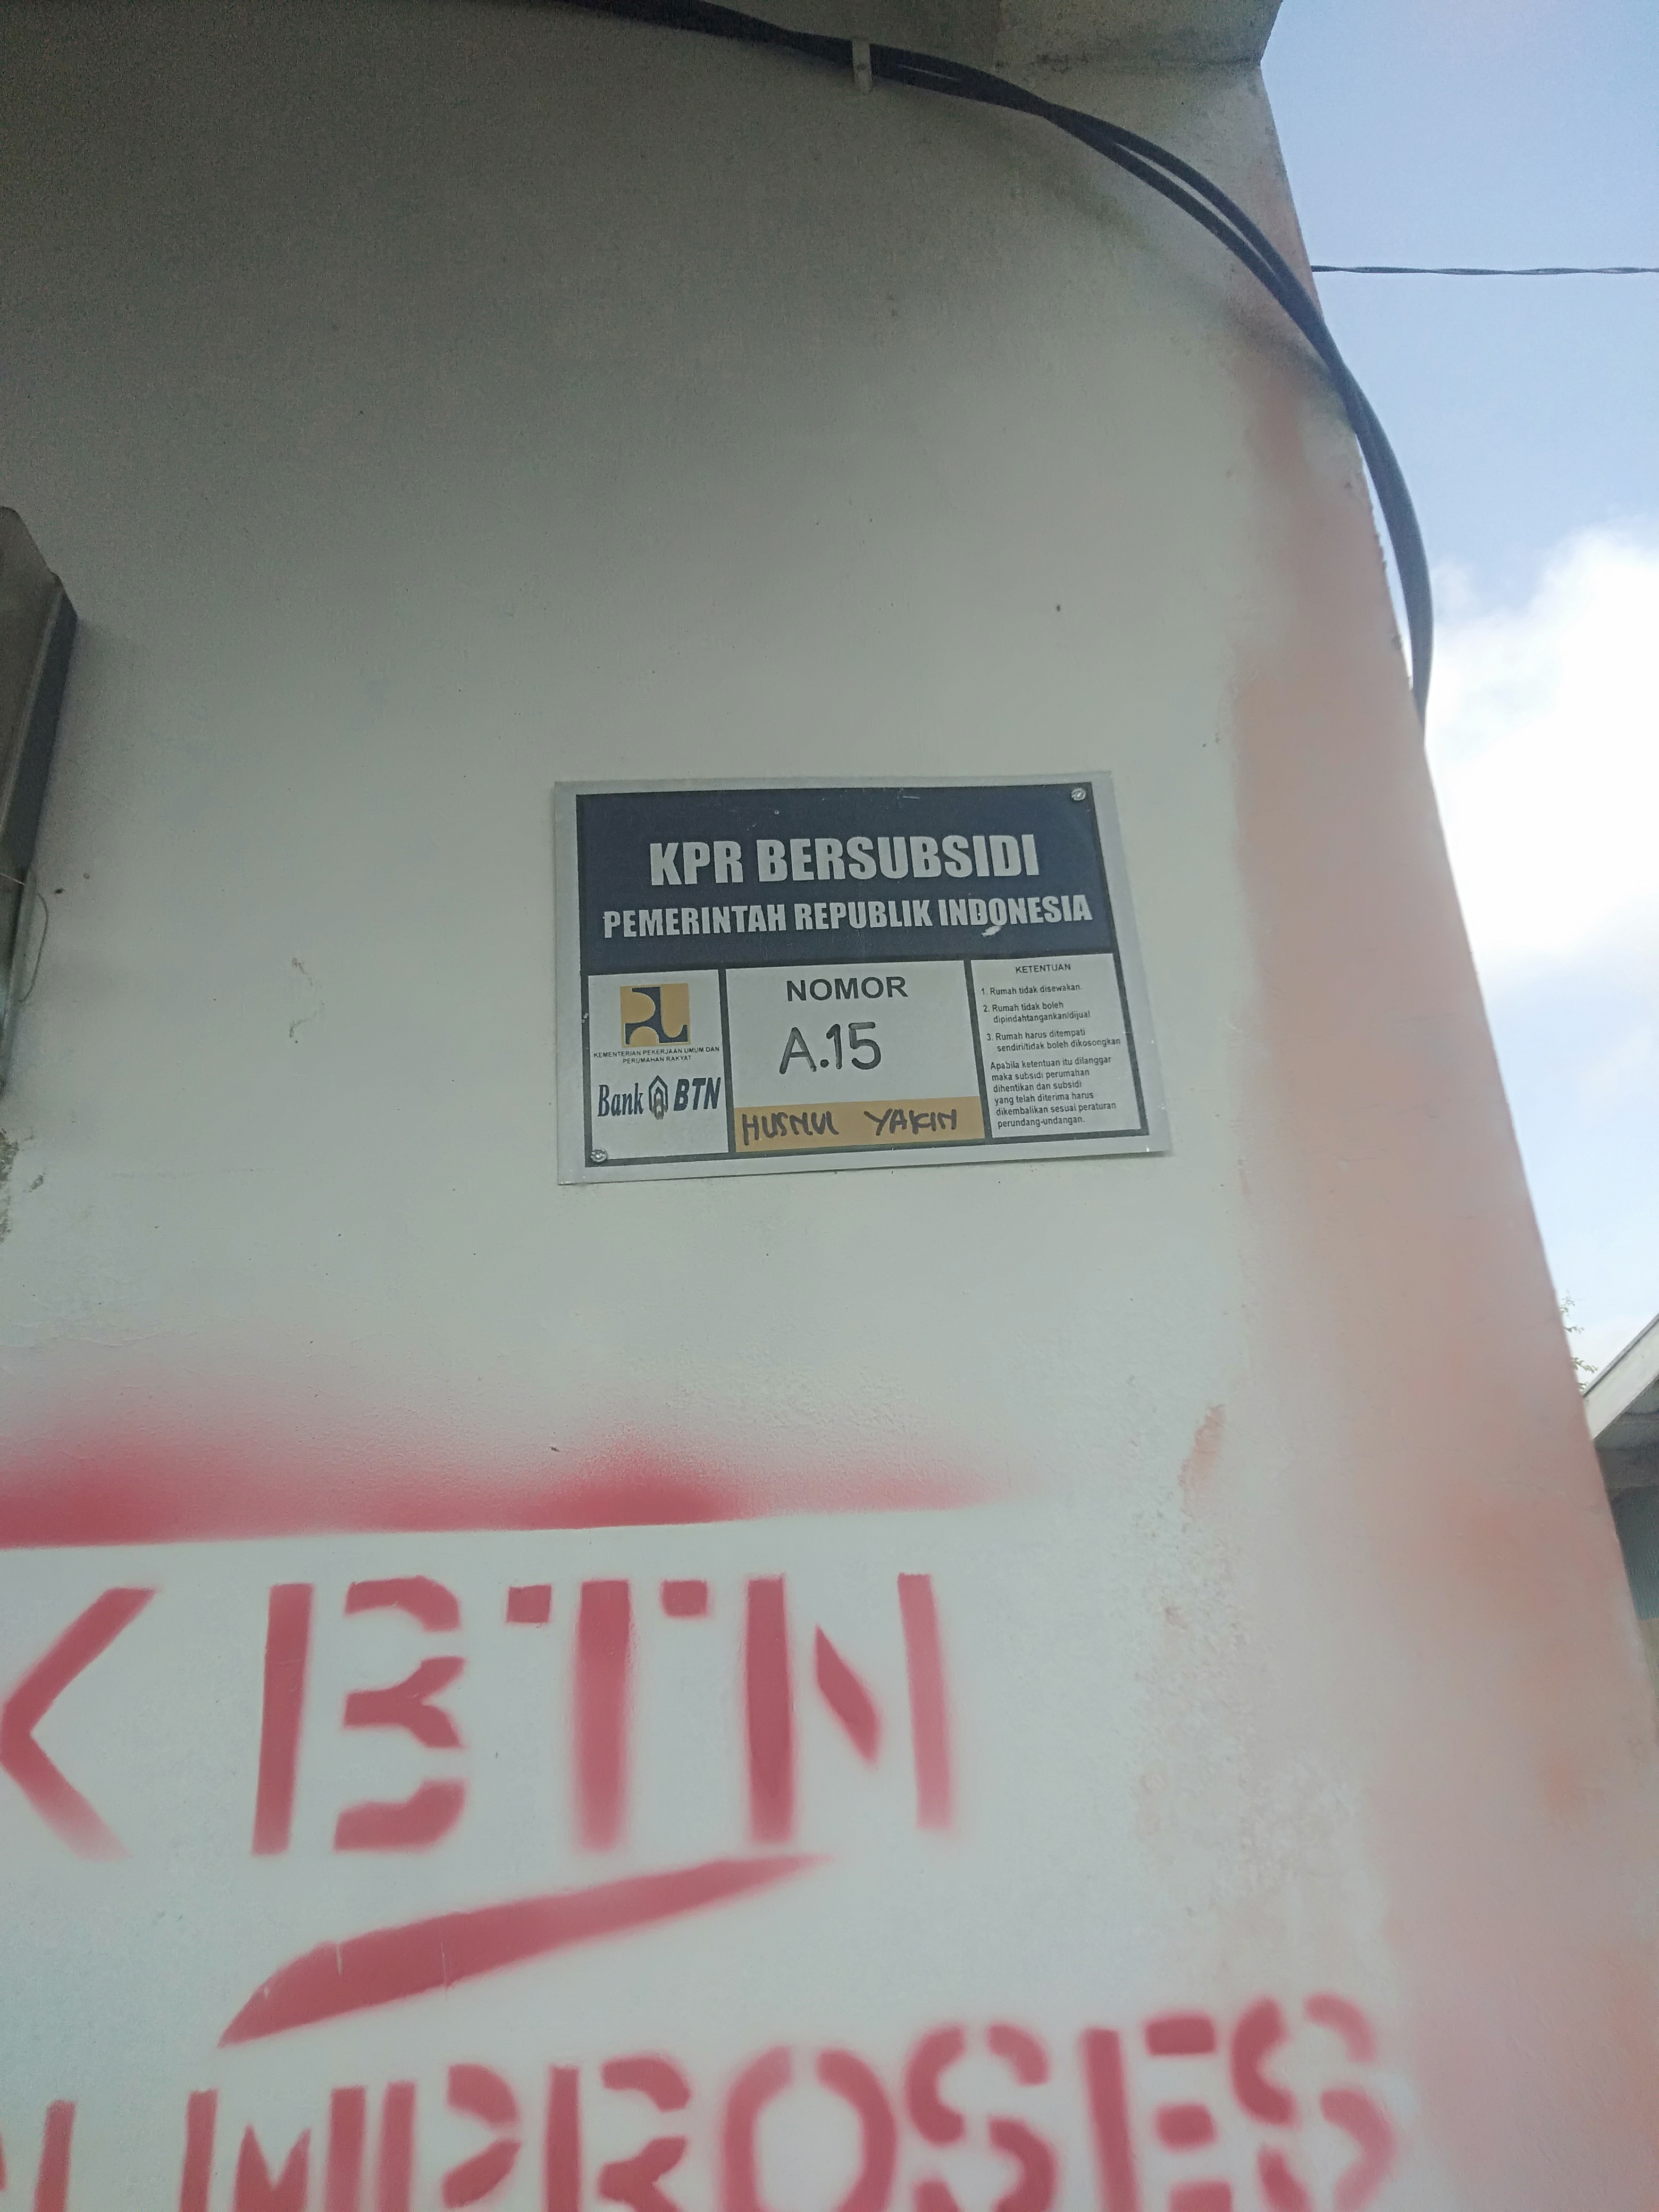 KPR BERSUBSIDI
PEMERINTAH REPUBLIK INDONESIA
KEMENTERIAN PEKERJAAN UMUM DAN
PERUMAHAN RAKYAT
Bank BTN
NOMOR
A.15
HUSNUL YAKIN
KETENTUAN
1. Rumah tidak disewakan.
2. Rumah tidak boleh
dipindahtangankan/dijual
3. Rumah harus ditempati
sendiri/tidak boleh dikosongkan
Apabila ketentuan itu dilanggar
maka subsidi perumahan
dihentikan dan subsidi
yang telah diterima harus
dikembalikan sesuai peraturan
perundang-undangan.
K BTN
M PROSES